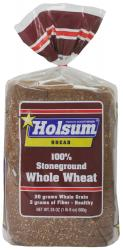 Holsum
BREAD
100%
Stoneground
Whole Wheat
30 grams Whole Grain
3 grams of Fiber - Healthy
NET WT. 24 OZ (1 lb 8 oz) 680g